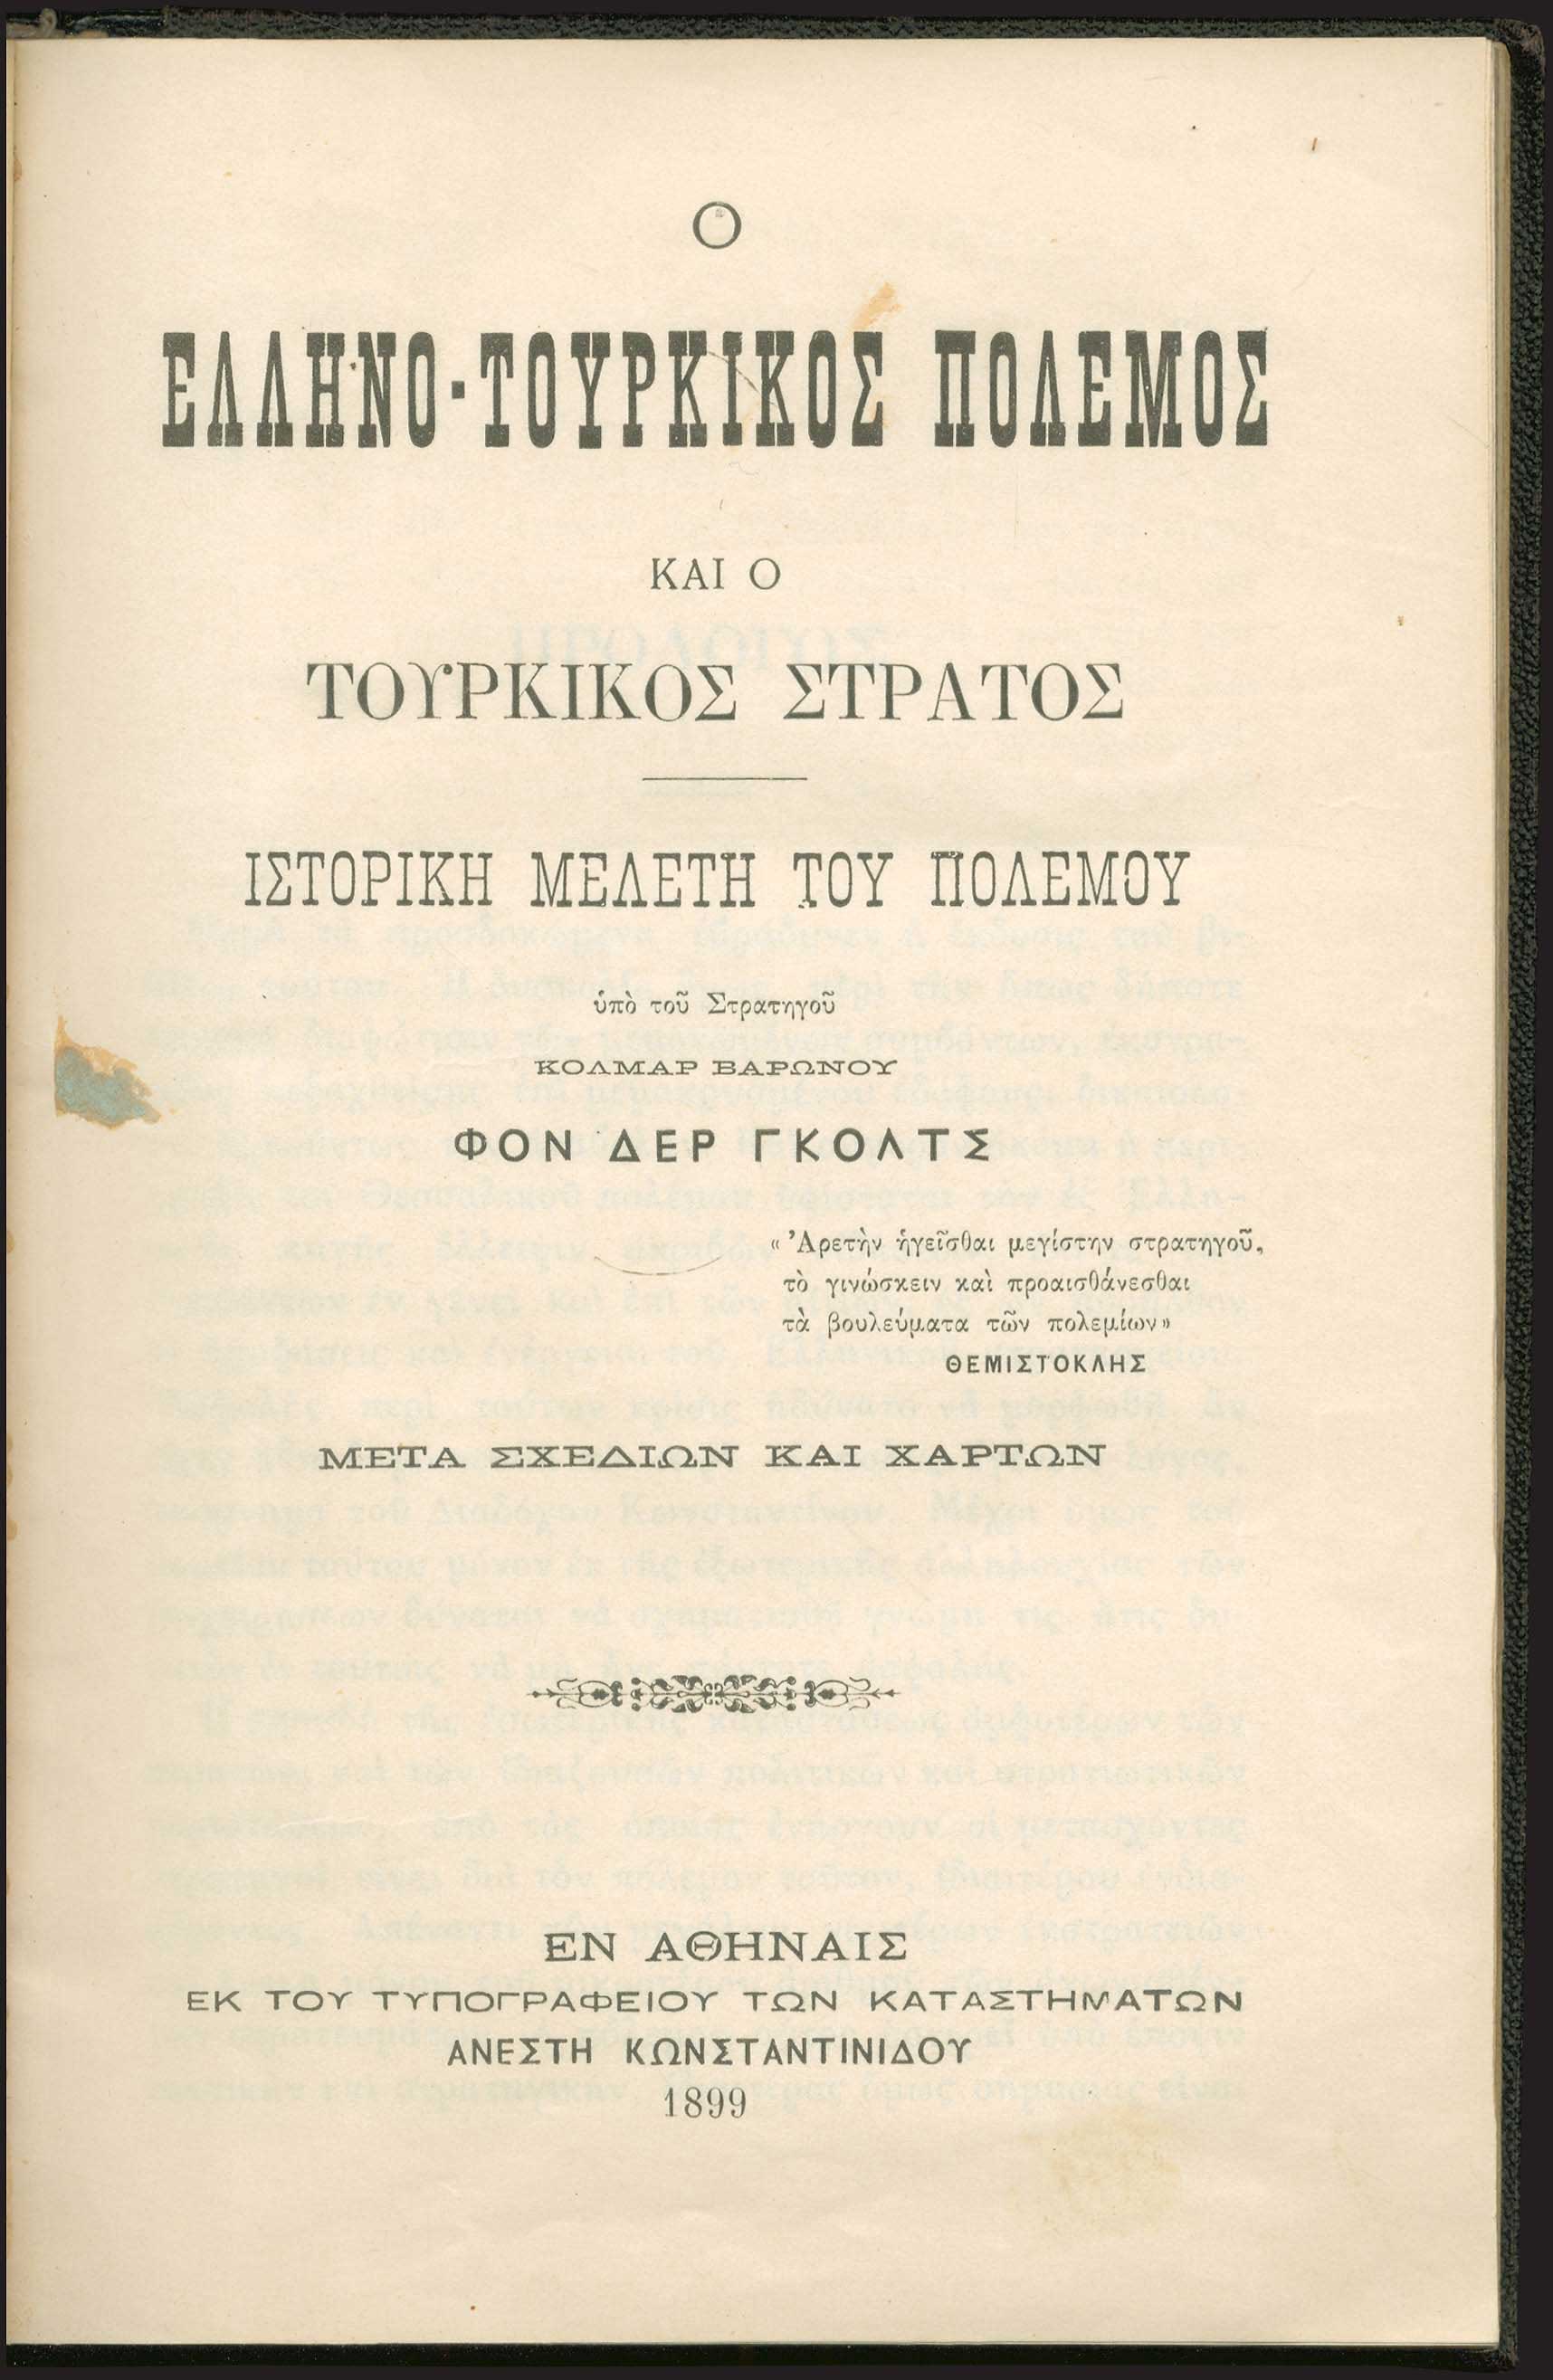 Ο
ΕΛΛΗΝΟ-ΤΟΥΡΚΙΚΟΣ ΠΟΛΕΜΟΣ
ΚΑΙ Ο
ΤΟΥΡΚΙΚΟΣ ΣΤΡΑΤΟΣ
ΙΣΤΟΡΙΚΗ ΜΕΛΕΤΗ ΤΟΥ ΠΟΛΕΜΟΥ
ὑπὸ τοῦ Στρατηγοῦ
ΚΟΛΜΑΡ ΒΑΡΩΝΟΥ
ΦΟΝ ΔΕΡ ΓΚΟΛΤΣ
« Ἀρετὴν ἡγεῖσθαι μεγίστην στρατηγοῦ,
τὸ γινώσκειν καὶ προαισθάνεσθαι
τὰ βουλεύματα τῶν πολεμίων»
ΘΕΜΙΣΤΟΚΛΗΣ
ΜΕΤΑ ΣΧΕΔΙΩΝ ΚΑΙ ΧΑΡΤΩΝ
ΕΝ ΑΘΗΝΑΙΣ
ΕΚ ΤΟΥ ΤΥΠΟΓΡΑΦΕΙΟΥ ΤΩΝ ΚΑΤΑΣΤΗΜΑΤΩΝ
ΑΝΕΣΤΗ ΚΩΝΣΤΑΝΤΙΝΙΔΟΥ
1899